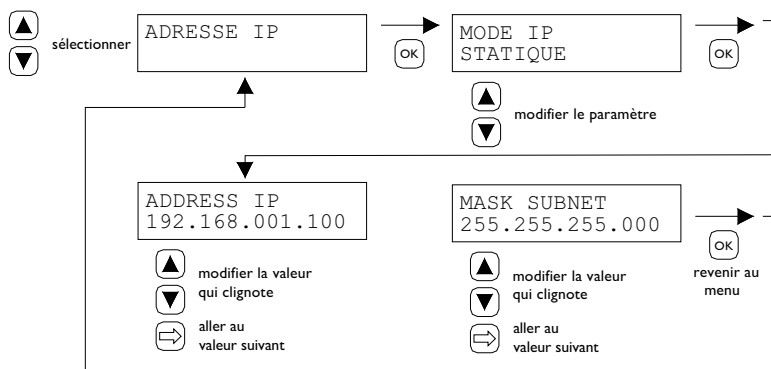 sélectionner
ADRESSE IP
OK
MODE IP
STATIQUE
OK
modifier le paramètre
ADDRESS IP
192.168.001.100
MASK SUBNET
255.255.255.000
OK
revenir au
menu
modifier la valeur
qui clignote
aller au
valeur suivant
modifier la valeur
qui clignote
aller au
valeur suivant